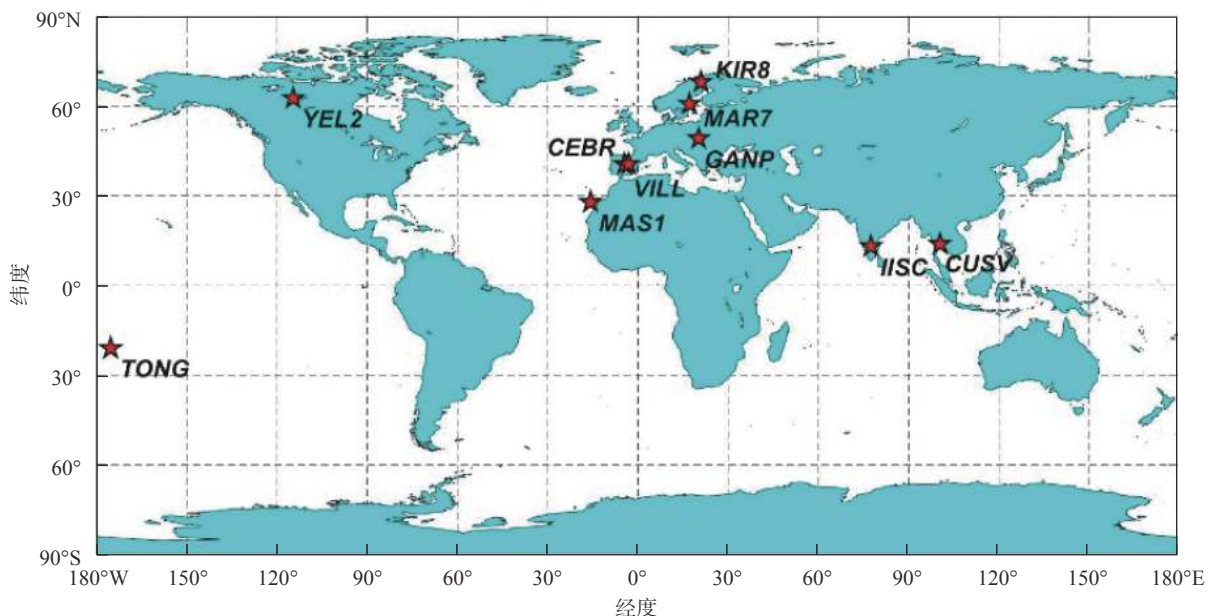 90°N
KIR8
60°
YEL2
MAR7
CEBR
GANP
VILL
30°
MAS1
IISC
CUSV
纬度
0°
TONG
30°
60°
90°S
180°W
150°
120°
90°
60°
30°
0°
30°
60°
90°
120°
150°
180°E
经度